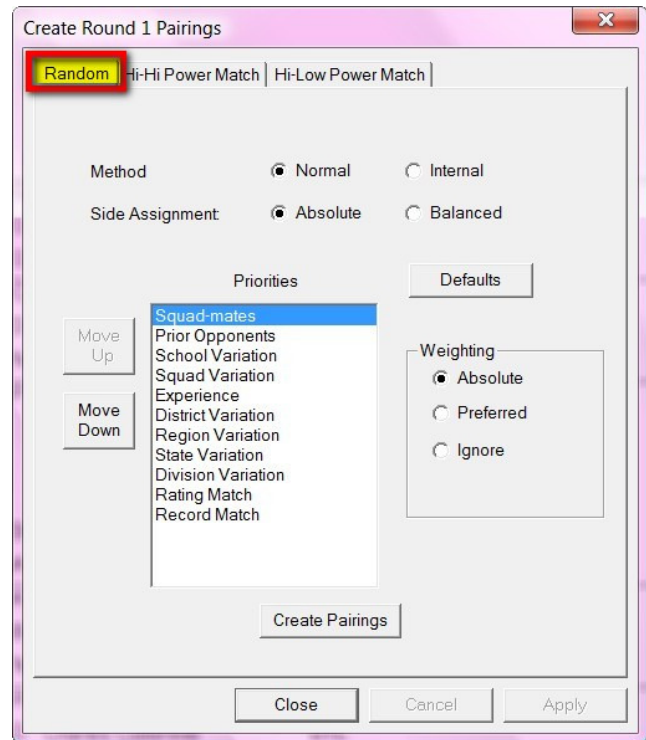 Create Round 1 Pairings
Random Hi-Hi Power Match Hi-Low Power Match
Method Normal Internal
Side Assignment: Absolute Balanced
Priorities
Defaults
Move Up
Move Down
Squad-mates
Prior Opponents
School Variation
Squad Variation
Experience
District Variation
Region Variation
State Variation
Division Variation
Rating Match
Record Match
Weighting
Absolute
Preferred
Ignore
Create Pairings
Close Cancel Apply